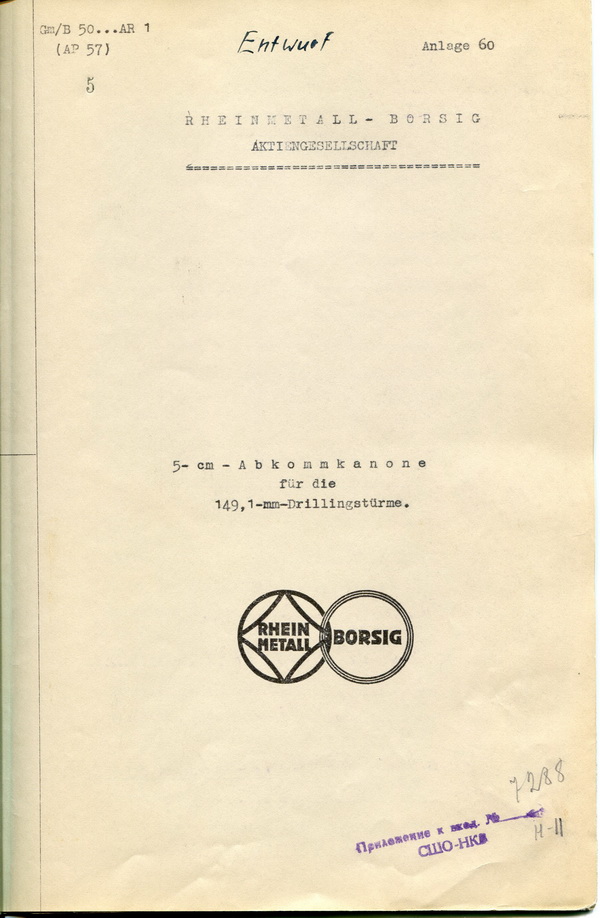 Gm/B 50...AR 1
(AP 57)
Entwurf
Anlage 60
5
RHEINMETALL - BORSIG
AKTIENGESELLSCHAFT
5-cm-Abkommkanone
für die
149,1-mm-Drillingstürme.
RHEIN
METALL
BORSIG
7288
Приложение к вход. №
СШО-НКВ
Н-11